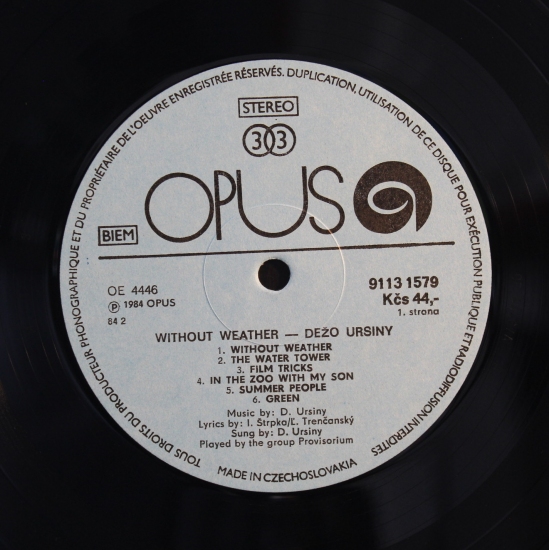 TOUS DROITS DU PRODUCTEUR PHONOGRAPHIQUE ET DU PROPRIÉTAIRE DE L'OEUVRE ENREGISTRÉE RÉSERVÉS. DUPLICATION, UTILISATION DE CE DISQUE POUR EXÉCUTION PUBLIQUE ET RADIODIFFUSION INTERDITES
STEREO
33
OPUS
BIEM
OE 4446
9113 1579
Ⓟ 1984 OPUS
Kčs 44,-
84 2
1. strana
WITHOUT WEATHER — DEŽO URSINY
1. WITHOUT WEATHER
2. THE WATER TOWER
3. FILM TRICKS
4. IN THE ZOO WITH MY SON
5. SUMMER PEOPLE
6. GREEN
Music by: D. Ursiny
Lyrics by: I. Štrpka/Ľ. Trenčanský
Sung by: D. Ursiny
Played by the group Provisorium
MADE IN CZECHOSLOVAKIA